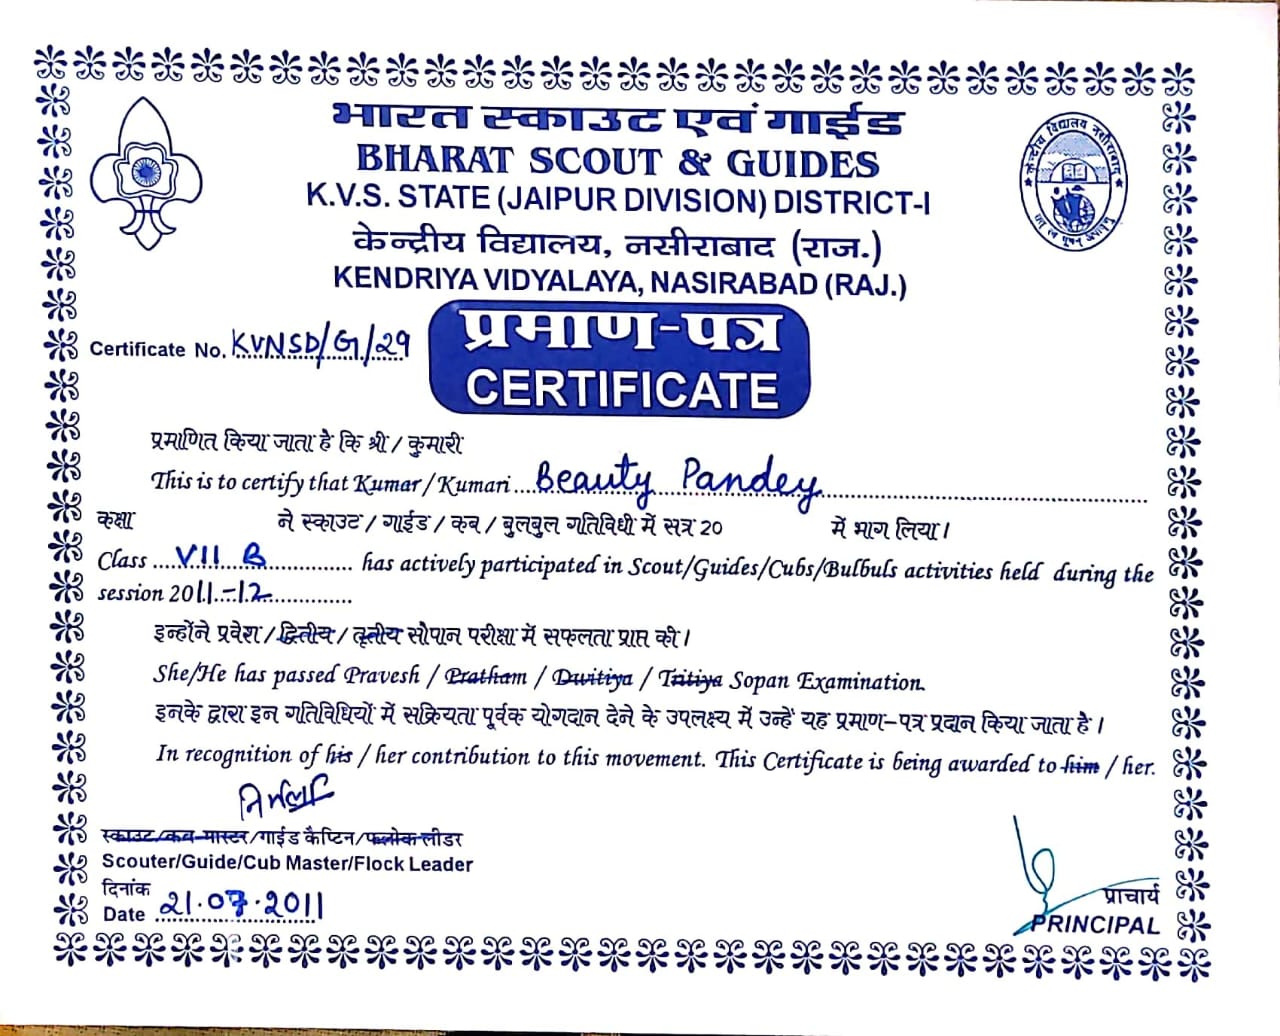 भारत स्काउट एवं गाईड
BHARAT SCOUT & GUIDES
K.V.S. STATE (JAIPUR DIVISION) DISTRICT-I
केन्द्रीय विद्यालय, नसीराबाद (राज.)
KENDRIYA VIDYALAYA, NASIRABAD (RAJ.)
केन्द्रीय विद्यालय नसीराबाद
तत् त्वं पूषन् अपावृणु
Certificate No. KVNSD/G/29
प्रमाण-पत्र
CERTIFICATE
प्रमाणित किया जाता है कि श्री / कुमारी
This is to certify that Kumar / Kumari Beauty Pandey
कक्षा ने स्काउट / गाईड / कब / बुलबुल गतिविधी में सत्र 20 में भाग लिया।
Class VII B has actively participated in Scout/Guides/Cubs/Bulbuls activities held during the
session 2011-12
इन्होंने प्रवेश / द्वितीय / तृतीय सोपान परीक्षा में सफलता प्राप्त की।
She/He has passed Pravesh / Pratham / Dwitiya / Tritiya Sopan Examination.
इनके द्वारा इन गतिविधियों में सक्रियता पूर्वक योगदान देने के उपलक्ष्य में उन्हें यह प्रमाण-पत्र प्रदान किया जाता है।
In recognition of his / her contribution to this movement. This Certificate is being awarded to him / her.
स्काउट/कब मास्टर/गाईड कैप्टिन/फ्लोक लीडर
Scouter/Guide/Cub Master/Flock Leader
दिनांक
Date 21.07.2011
प्राचार्य
PRINCIPAL